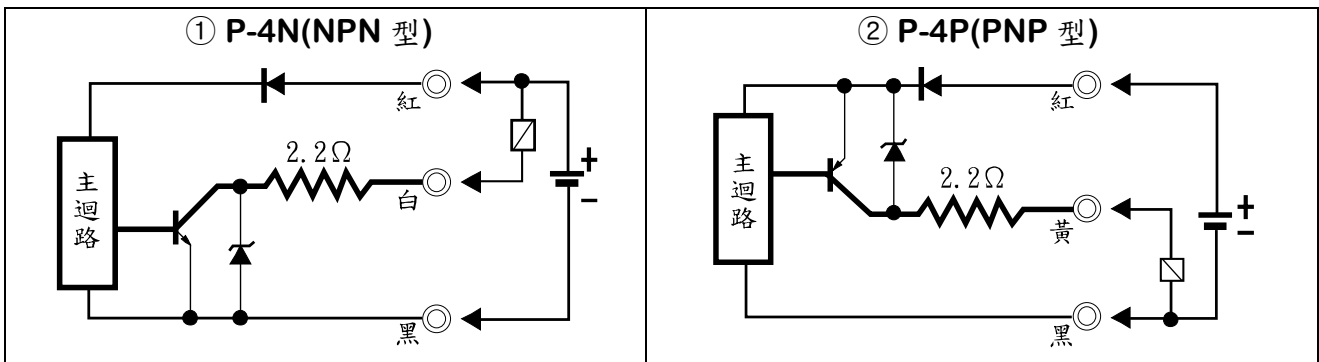 ① P-4N(NPN 型)
紅
2.2Ω
主迴路
白
+
−
黑
② P-4P(PNP 型)
紅
主迴路
2.2Ω
黃
+
−
黑